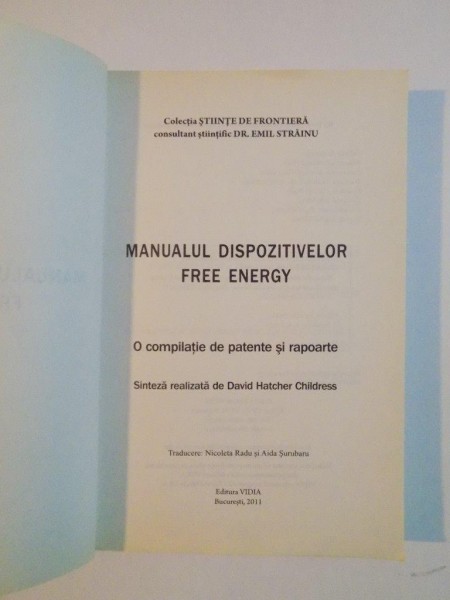 Colecția ȘTIINȚE DE FRONTIERĂ
consultant științific DR. EMIL STRĂINU
MANUALUL DISPOZITIVELOR
FREE ENERGY
O compilație de patente și rapoarte
Sinteză realizată de David Hatcher Childress
Traducere: Nicoleta Radu și Aida Șurubaru
Editura VIDIA
București, 2011